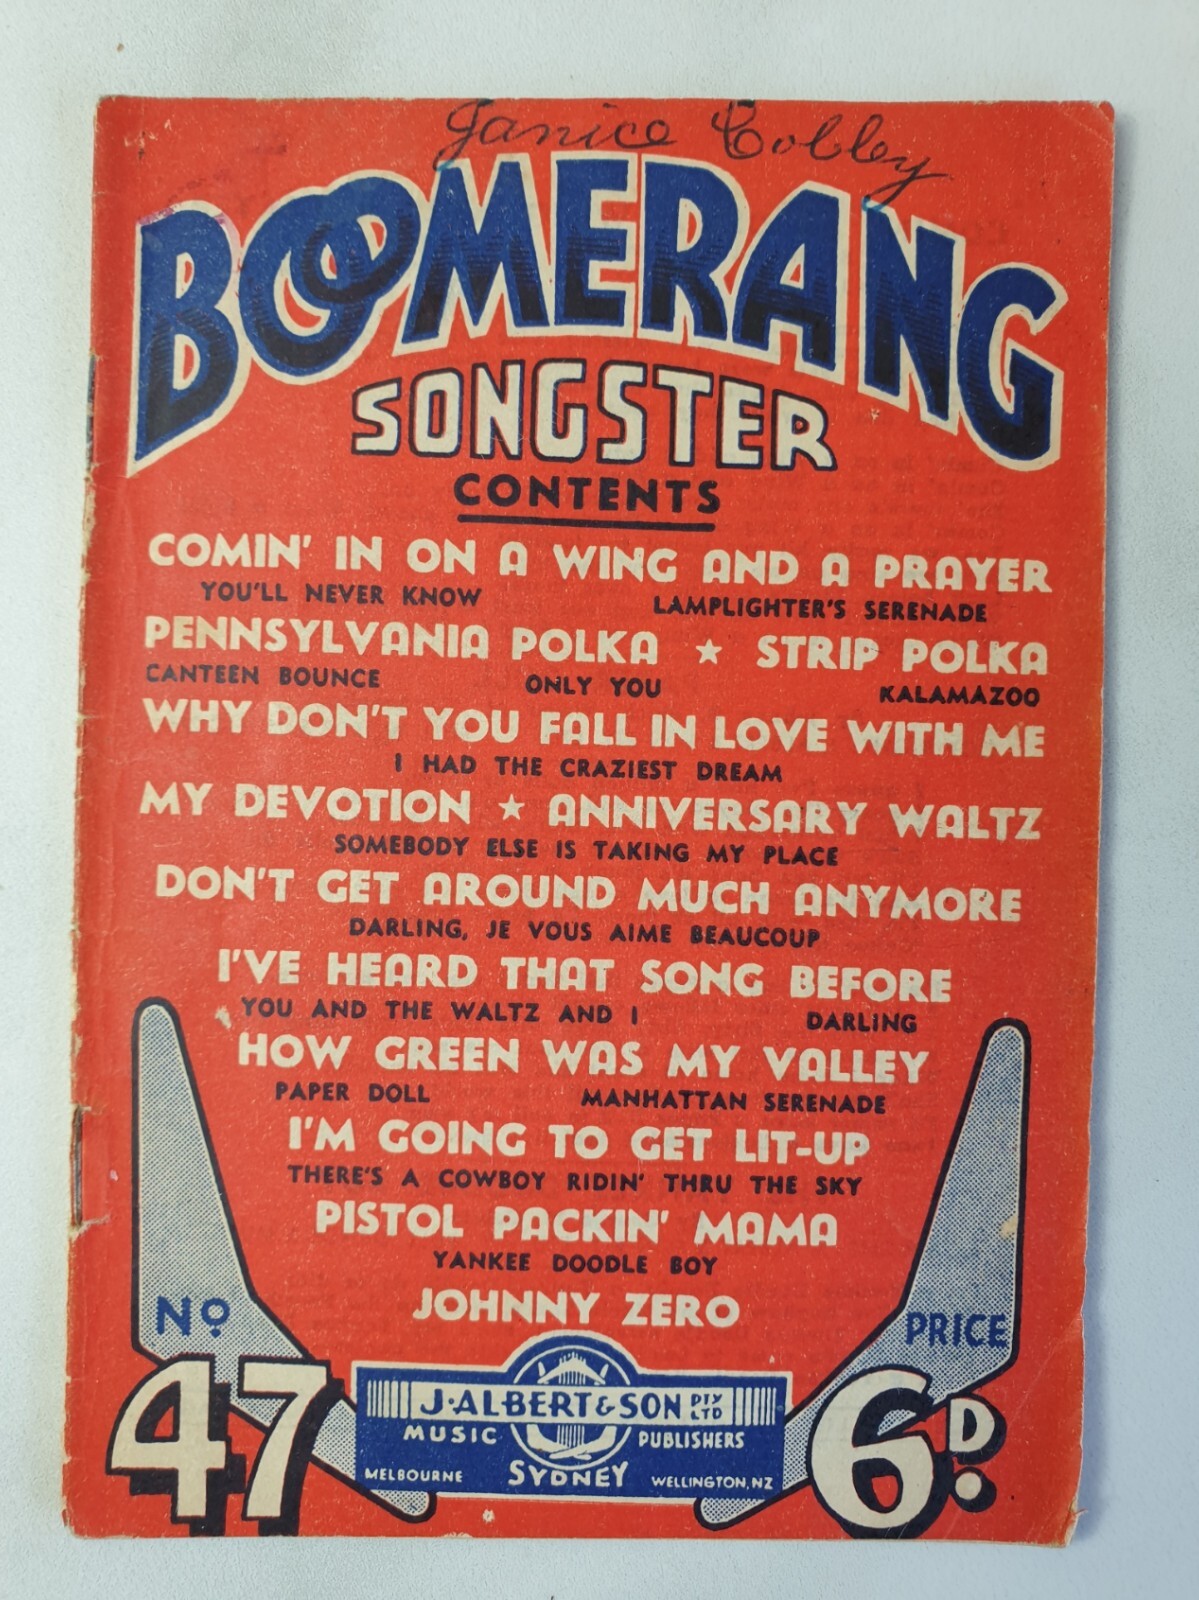 Janice Cobley
BOOMERANG
SONGSTER
CONTENTS
COMIN' IN ON A WING AND A PRAYER
YOU'LL NEVER KNOW LAMPLIGHTER'S SERENADE
PENNSYLVANIA POLKA ★ STRIP POLKA
CANTEEN BOUNCE ONLY YOU KALAMAZOO
WHY DON'T YOU FALL IN LOVE WITH ME
I HAD THE CRAZIEST DREAM
MY DEVOTION ★ ANNIVERSARY WALTZ
SOMEBODY ELSE IS TAKING MY PLACE
DON'T GET AROUND MUCH ANYMORE
DARLING, JE VOUS AIME BEAUCOUP
I'VE HEARD THAT SONG BEFORE
YOU AND THE WALTZ AND I DARLING
HOW GREEN WAS MY VALLEY
PAPER DOLL MANHATTAN SERENADE
I'M GOING TO GET LIT-UP
THERE'S A COWBOY RIDIN' THRU THE SKY
PISTOL PACKIN' MAMA
YANKEE DOODLE BOY
JOHNNY ZERO
No.
47
PRICE
6D.
J. ALBERT & SON PTY LTD
MUSIC PUBLISHERS
MELBOURNE SYDNEY WELLINGTON, NZ